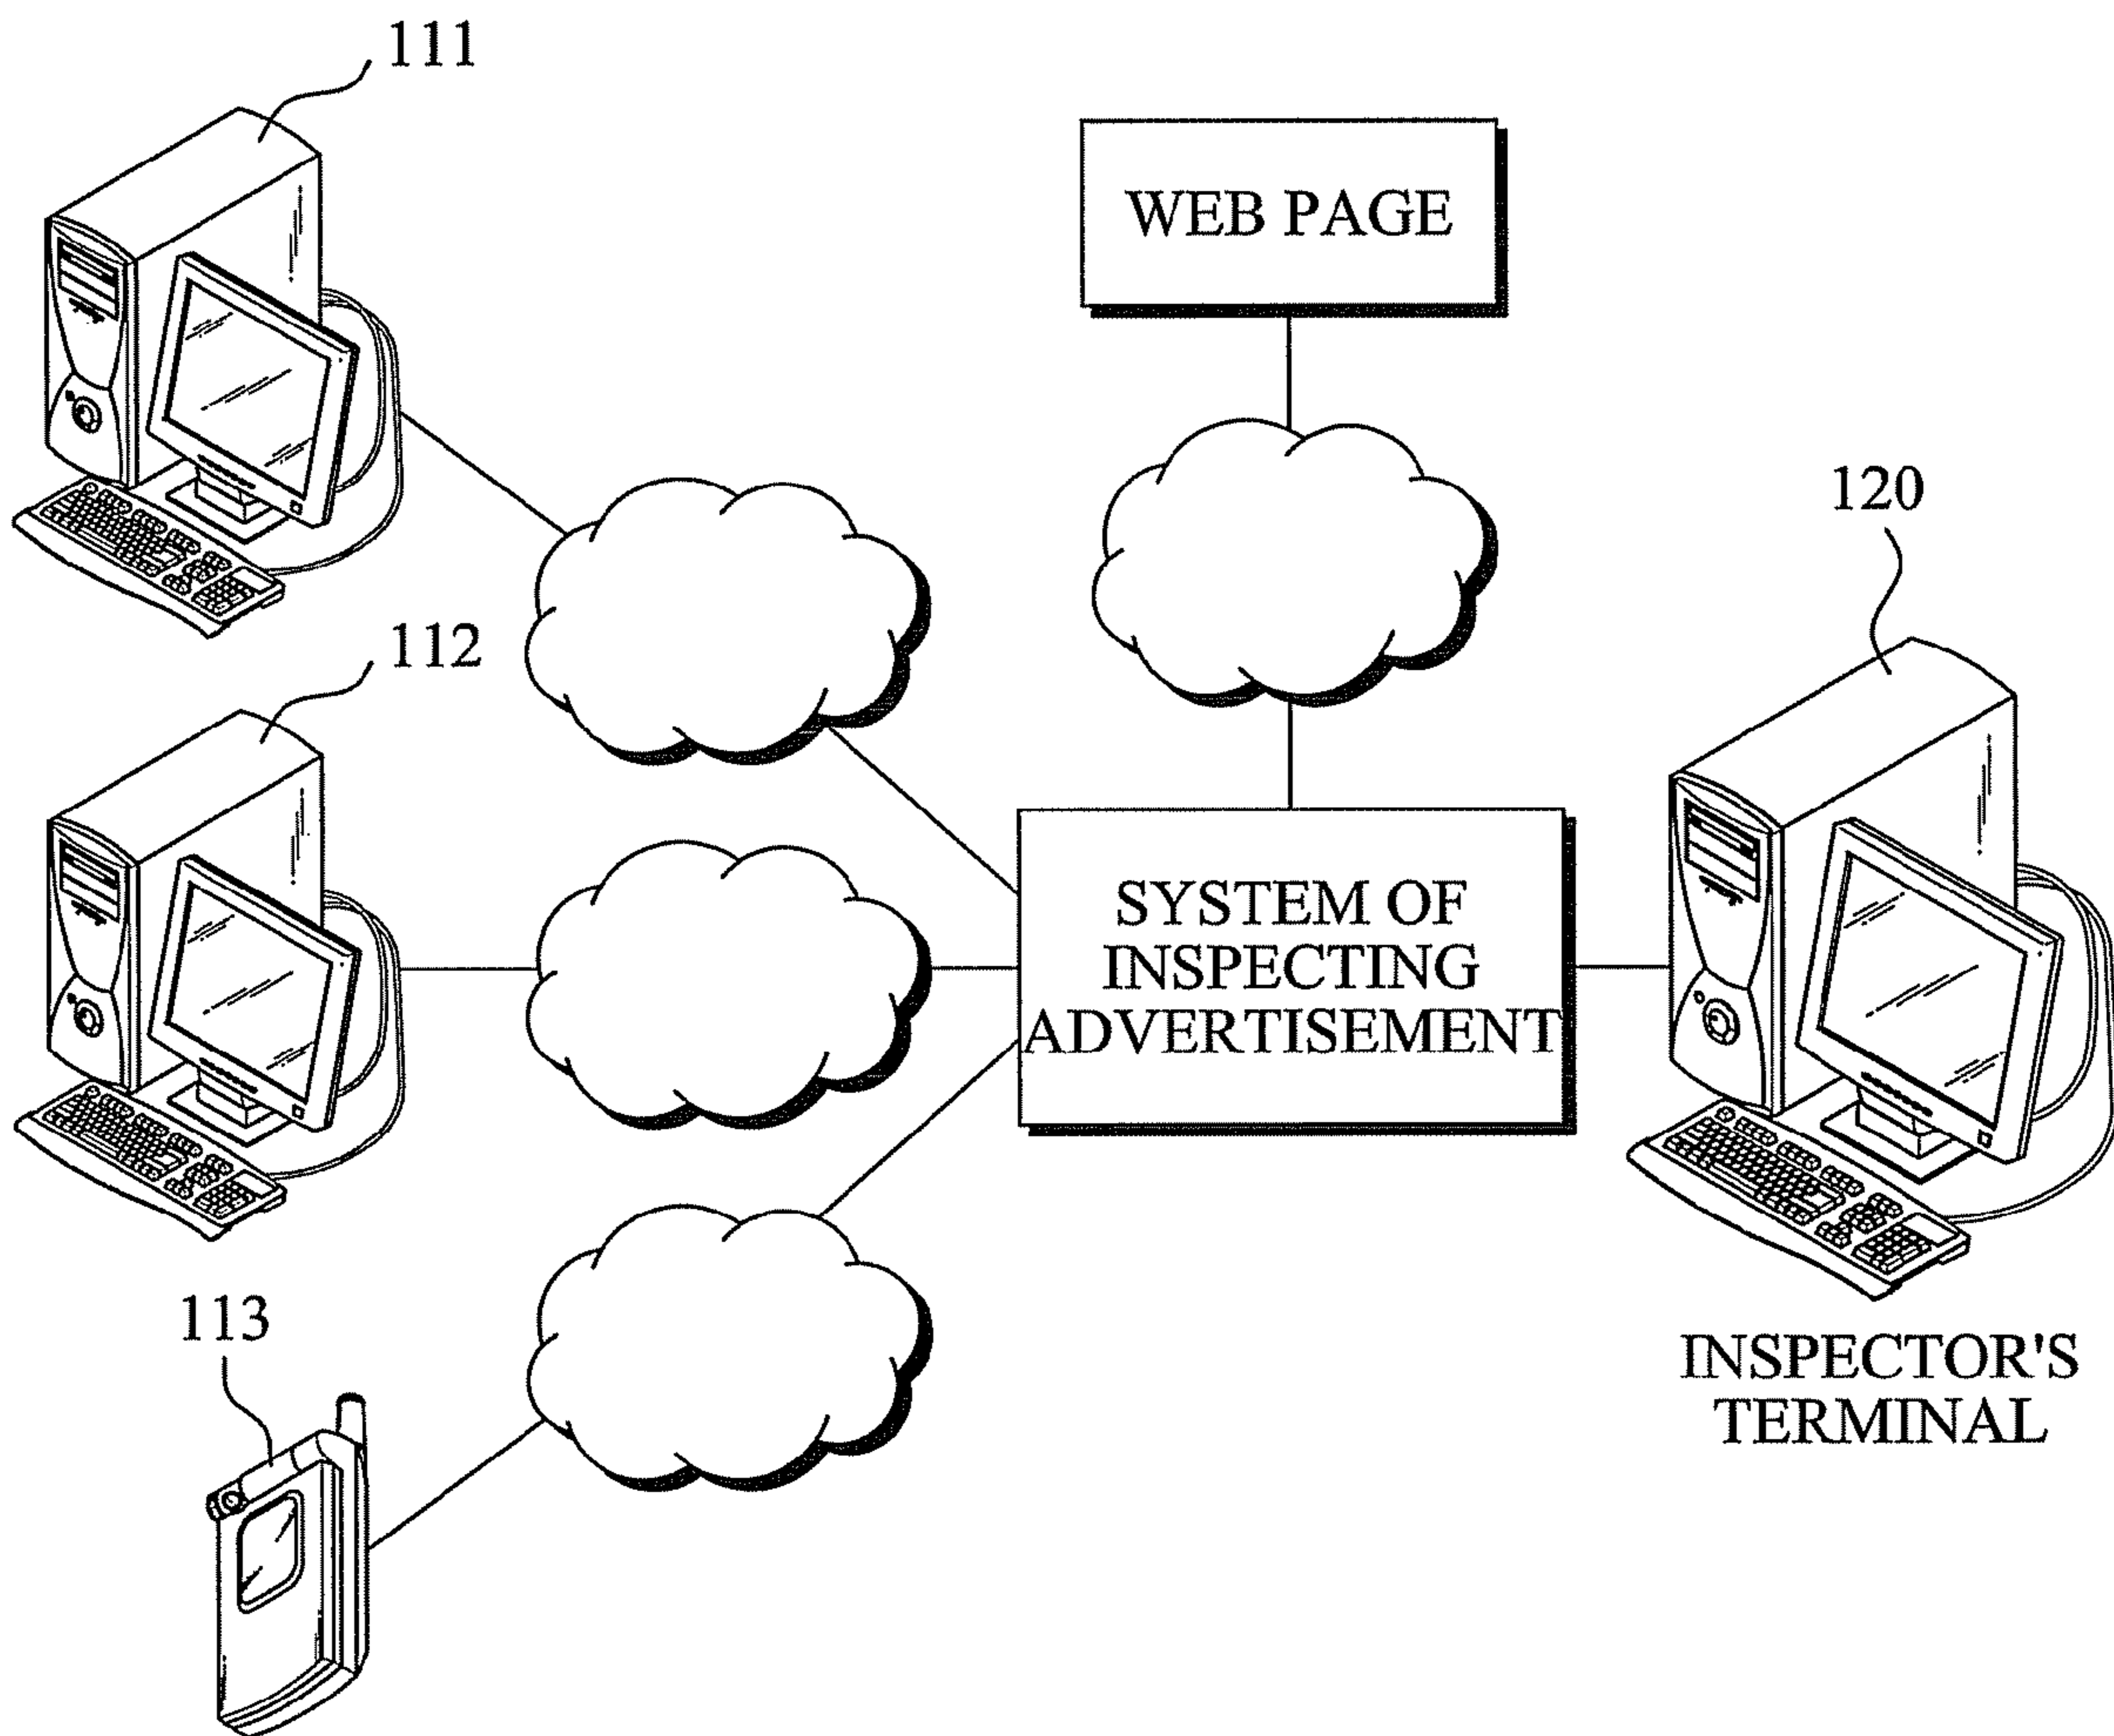 111
WEB PAGE
120
112
SYSTEM OF
INSPECTING
ADVERTISEMENT
113
INSPECTOR'S
TERMINAL